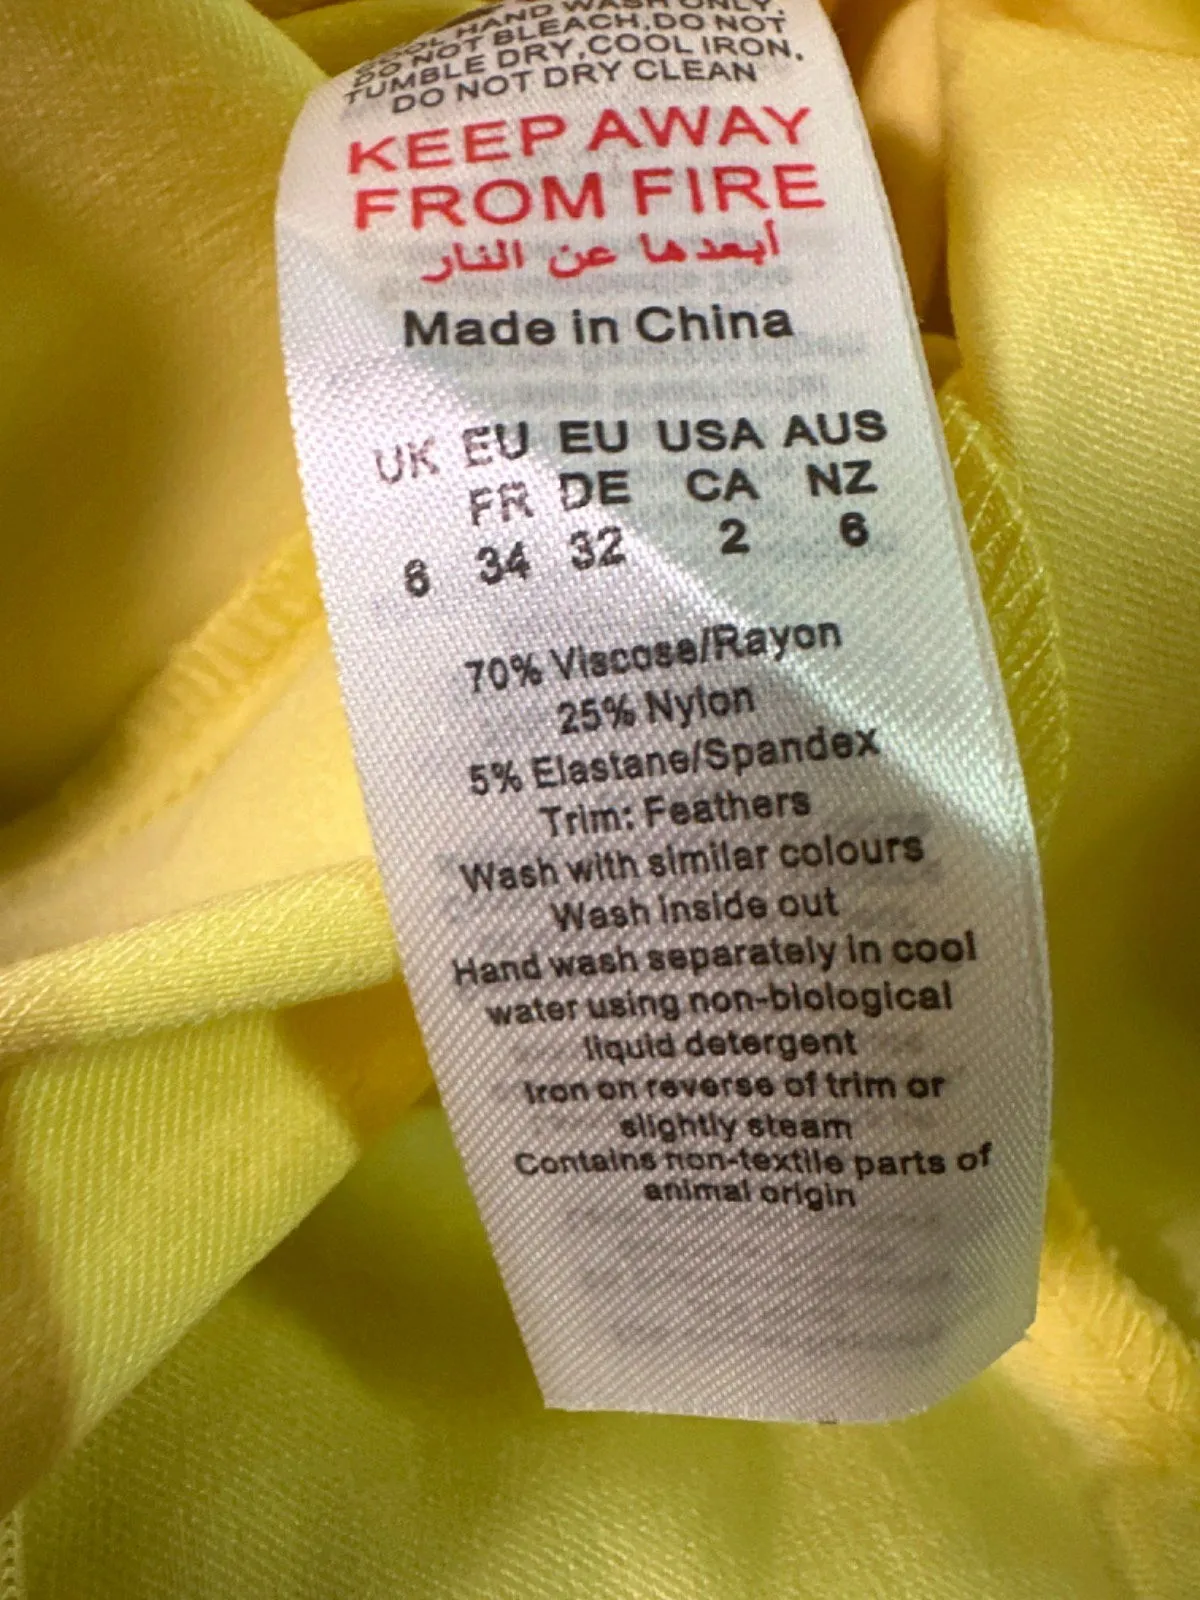 COOL HAND WASH ONLY,
DO NOT BLEACH,DO NOT
TUMBLE DRY,COOL IRON,
DO NOT DRY CLEAN
KEEP AWAY
FROM FIRE
أبعدها عن النار
Made in China
UK EU EU USA AUS
FR DE CA NZ
6 34 32 2 6
70% Viscose/Rayon
25% Nylon
5% Elastane/Spandex
Trim: Feathers
Wash with similar colours
Wash inside out
Hand wash separately in cool
water using non-biological
liquid detergent
Iron on reverse of trim or
slightly steam
Contains non-textile parts of
animal origin